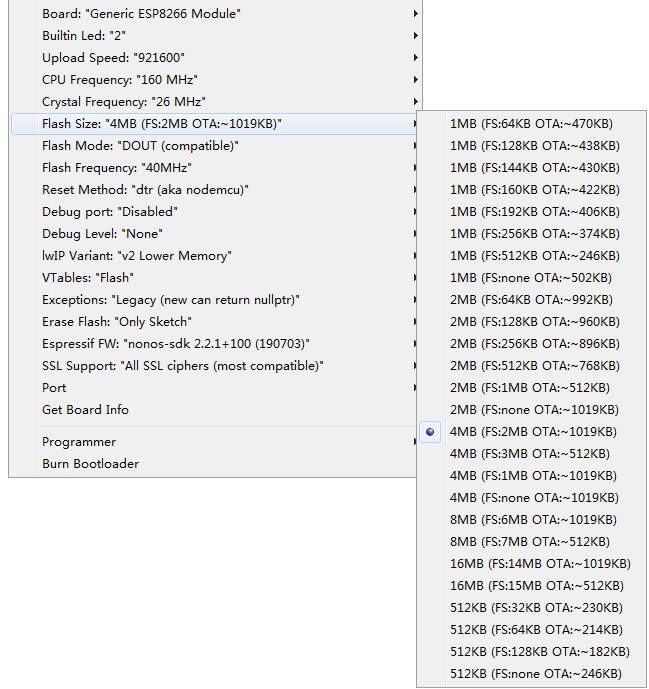 Board: "Generic ESP8266 Module"
Builtin Led: "2"
Upload Speed: "921600"
CPU Frequency: "160 MHz"
Crystal Frequency: "26 MHz"
Flash Size: "4MB (FS:2MB OTA:~1019KB)"
Flash Mode: "DOUT (compatible)"
Flash Frequency: "40MHz"
Reset Method: "dtr (aka nodemcu)"
Debug port: "Disabled"
Debug Level: "None"
lwIP Variant: "v2 Lower Memory"
VTables: "Flash"
Exceptions: "Legacy (new can return nullptr)"
Erase Flash: "Only Sketch"
Espressif FW: "nonos-sdk 2.2.1+100 (190703)"
SSL Support: "All SSL ciphers (most compatible)"
Port
Get Board Info
Programmer
Burn Bootloader
1MB (FS:64KB OTA:~470KB)
1MB (FS:128KB OTA:~438KB)
1MB (FS:144KB OTA:~430KB)
1MB (FS:160KB OTA:~422KB)
1MB (FS:192KB OTA:~406KB)
1MB (FS:256KB OTA:~374KB)
1MB (FS:512KB OTA:~246KB)
1MB (FS:none OTA:~502KB)
2MB (FS:64KB OTA:~992KB)
2MB (FS:128KB OTA:~960KB)
2MB (FS:256KB OTA:~896KB)
2MB (FS:512KB OTA:~768KB)
2MB (FS:1MB OTA:~512KB)
2MB (FS:none OTA:~1019KB)
4MB (FS:2MB OTA:~1019KB)
4MB (FS:3MB OTA:~512KB)
4MB (FS:1MB OTA:~1019KB)
4MB (FS:none OTA:~1019KB)
8MB (FS:6MB OTA:~1019KB)
8MB (FS:7MB OTA:~512KB)
16MB (FS:14MB OTA:~1019KB)
16MB (FS:15MB OTA:~512KB)
512KB (FS:32KB OTA:~230KB)
512KB (FS:64KB OTA:~214KB)
512KB (FS:128KB OTA:~182KB)
512KB (FS:none OTA:~246KB)